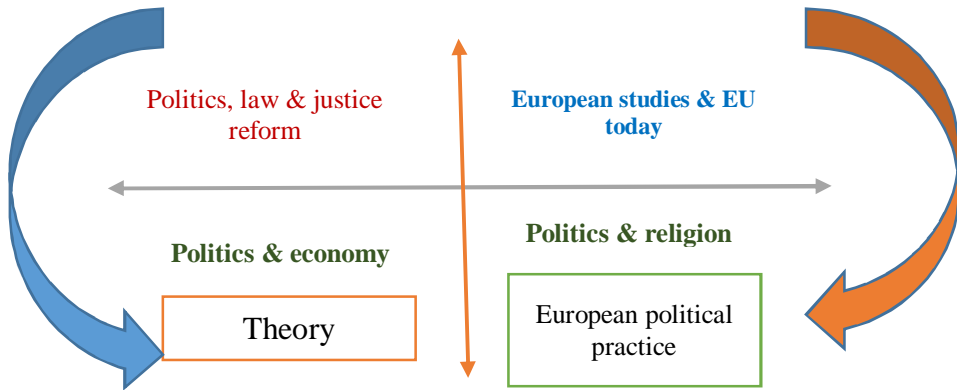 Politics, law & justice
reform
European studies & EU
today
Politics & economy
Politics & religion
Theory
European political
practice